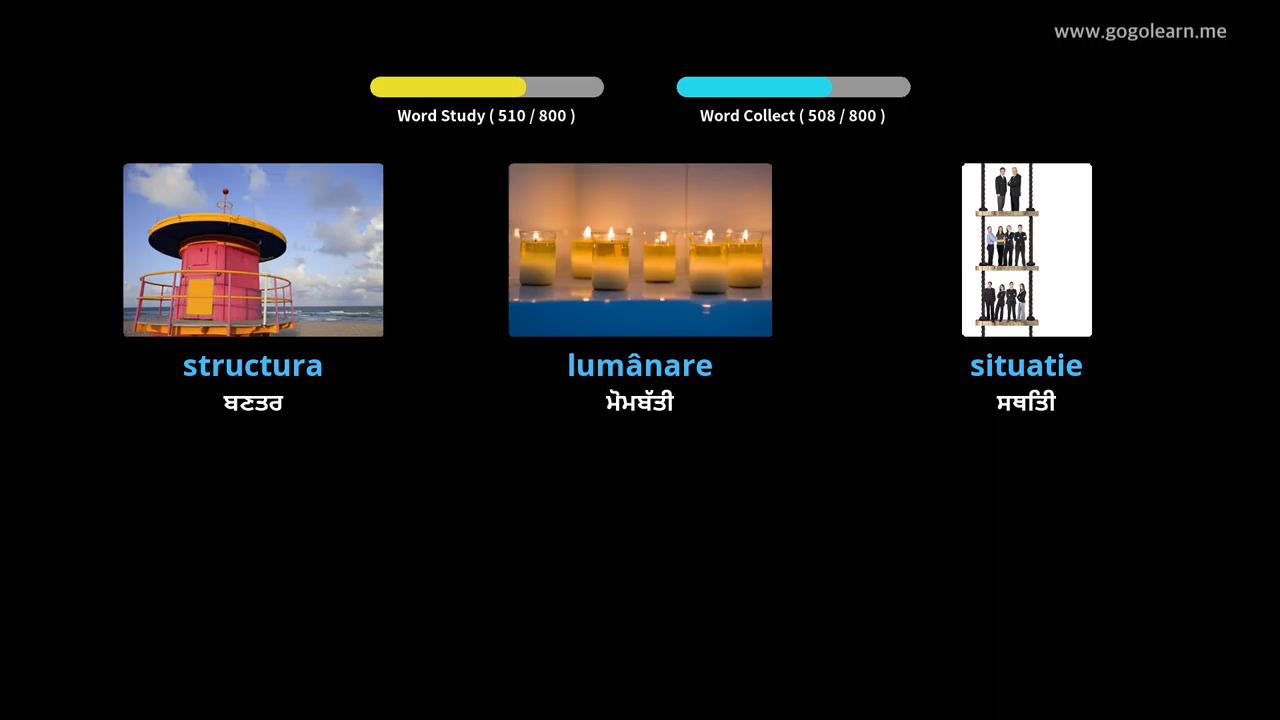 www.gogolearn.me
Word Study ( 510 / 800 )
Word Collect ( 508 / 800 )
structura
lumânare
situatie
ਬਣਤਰ
ਮੋਮਬੱਤੀ
ਸਥਿਤੀ